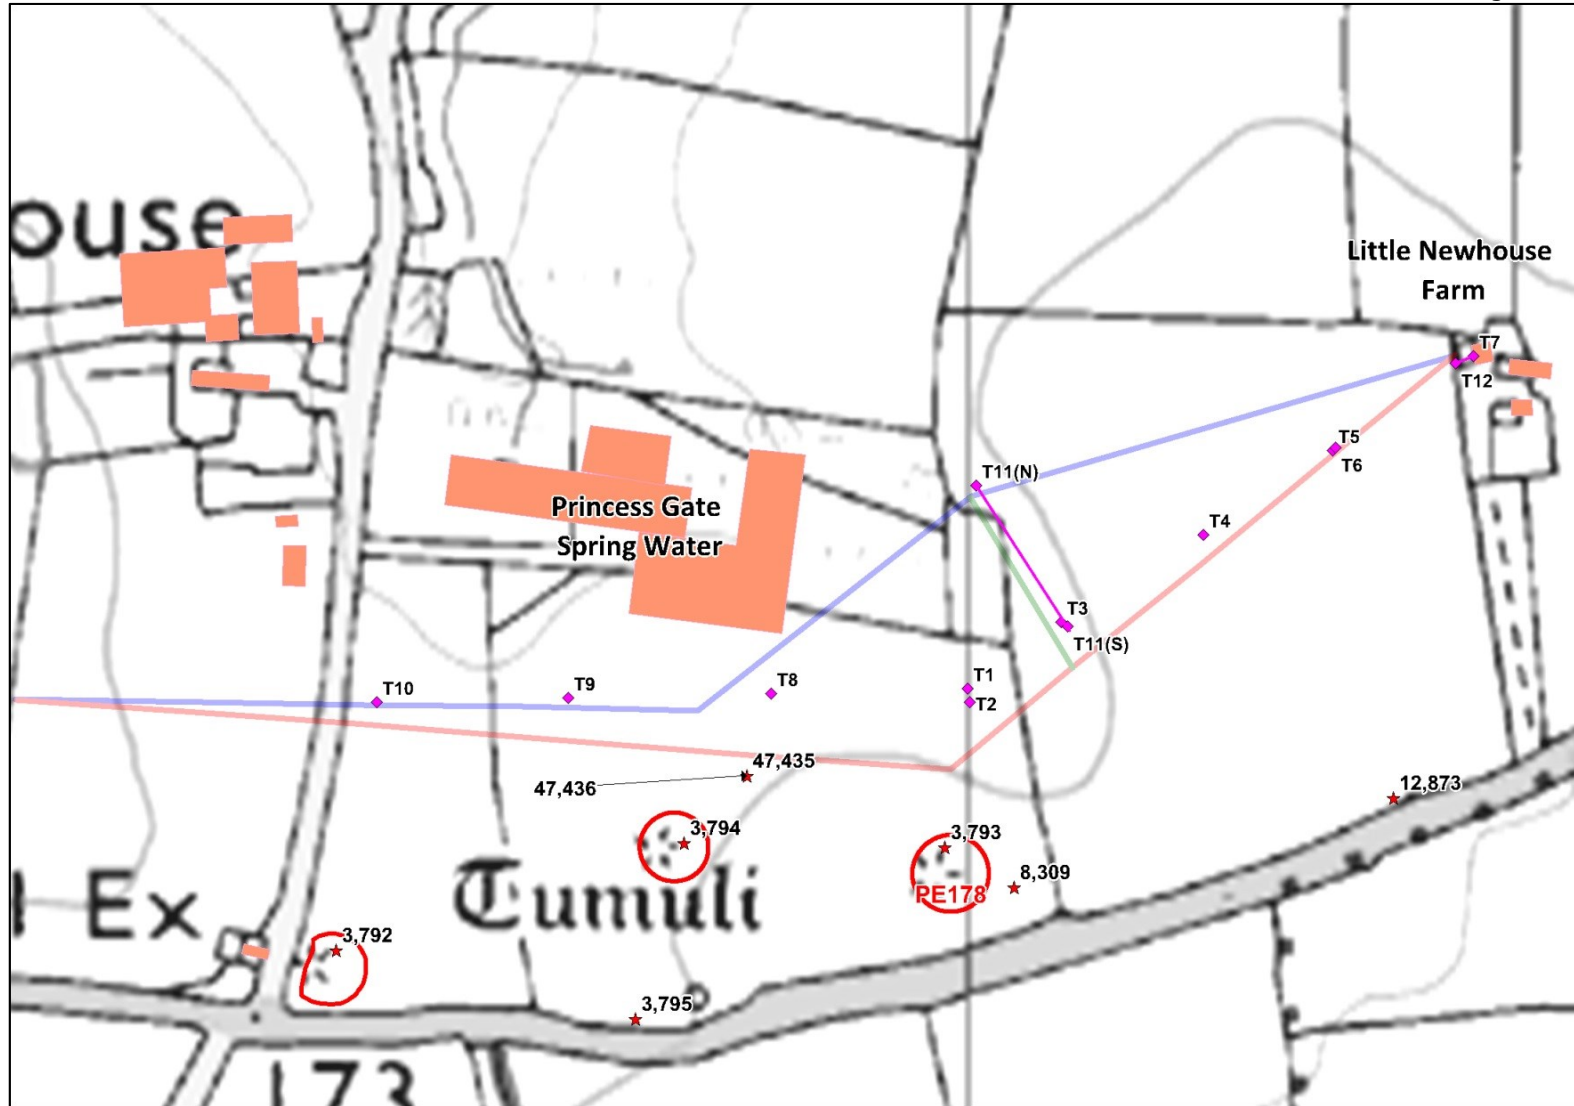 ouse
Little Newhouse
Farm
T7
T12
T5
T6
T11(N)
Princess Gate
Spring Water
T4
T3
T11(S)
T10
T9
T8
T1
T2
47,435
47,436
12,873
3,794
3,793
8,309
PE178
Tumuli
l Ex
3,792
3,795
173